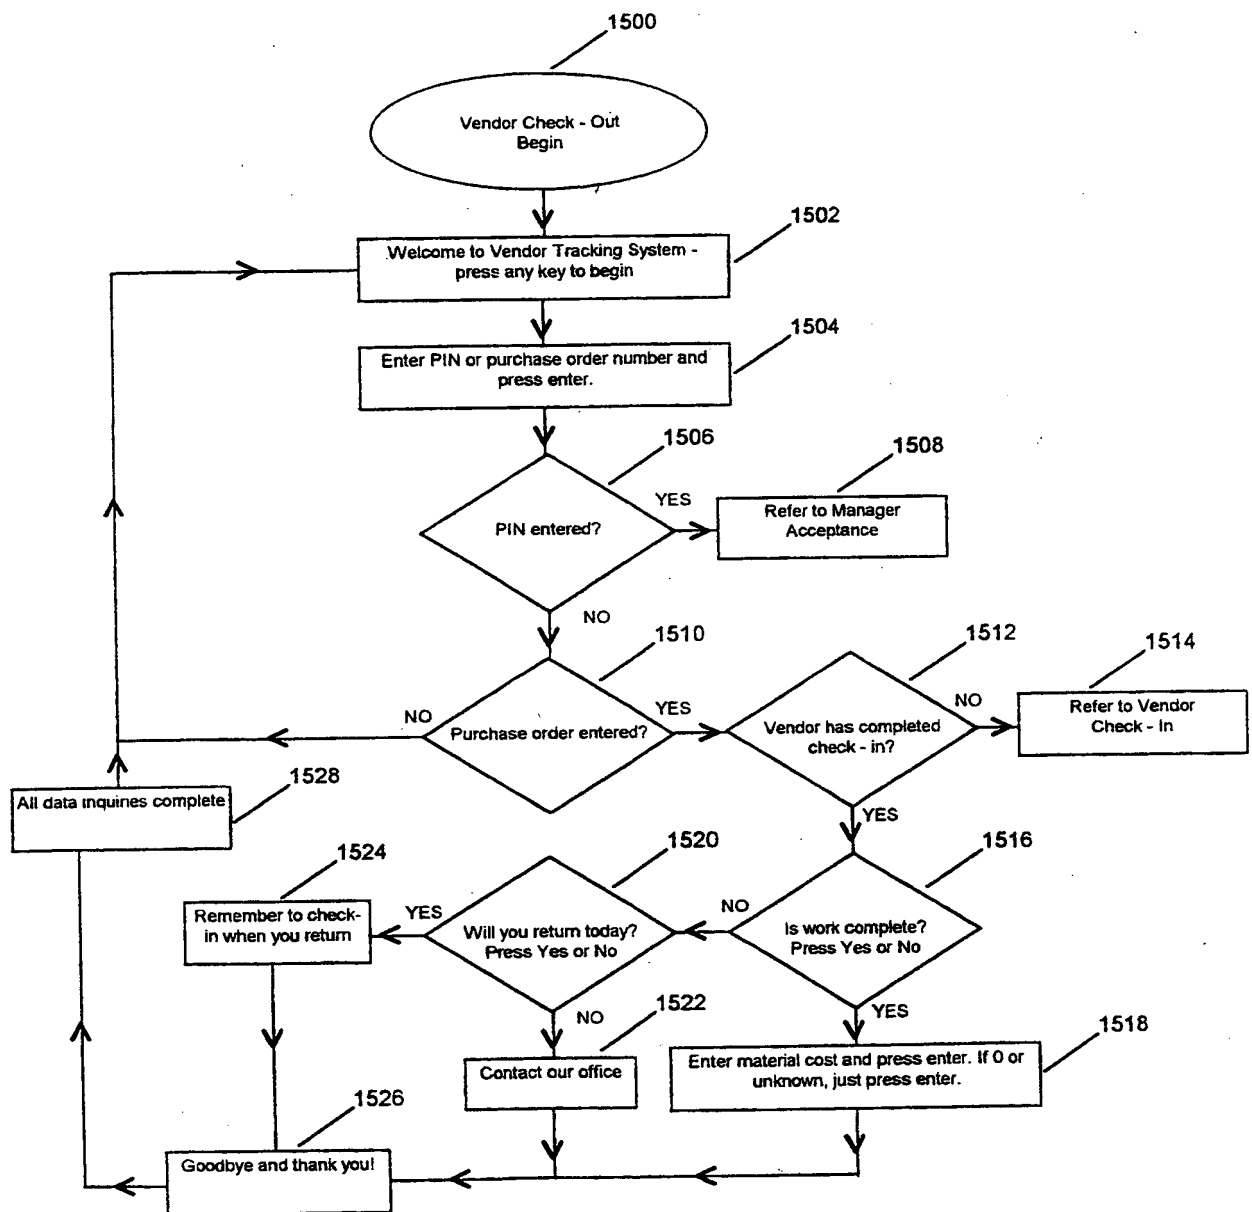 1500
Vendor Check - Out
Begin
1502
Welcome to Vendor Tracking System -
press any key to begin
1504
Enter PIN or purchase order number and
press enter.
1506
1508
YES
Refer to Manager
Acceptance
PIN entered?
NO
1510
1512
1514
NO
YES
NO
Refer to Vendor
Check - In
Purchase order entered?
Vendor has completed
check - in?
1528
All data inquines complete
YES
1524
1520
1516
YES
NO
Remember to check-
in when you return
Will you return today?
Press Yes or No
Is work complete?
Press Yes or No
1522
NO
YES
1518
Contact our office
Enter material cost and press enter. If 0 or
unknown, just press enter.
1526
Goodbye and thank you!